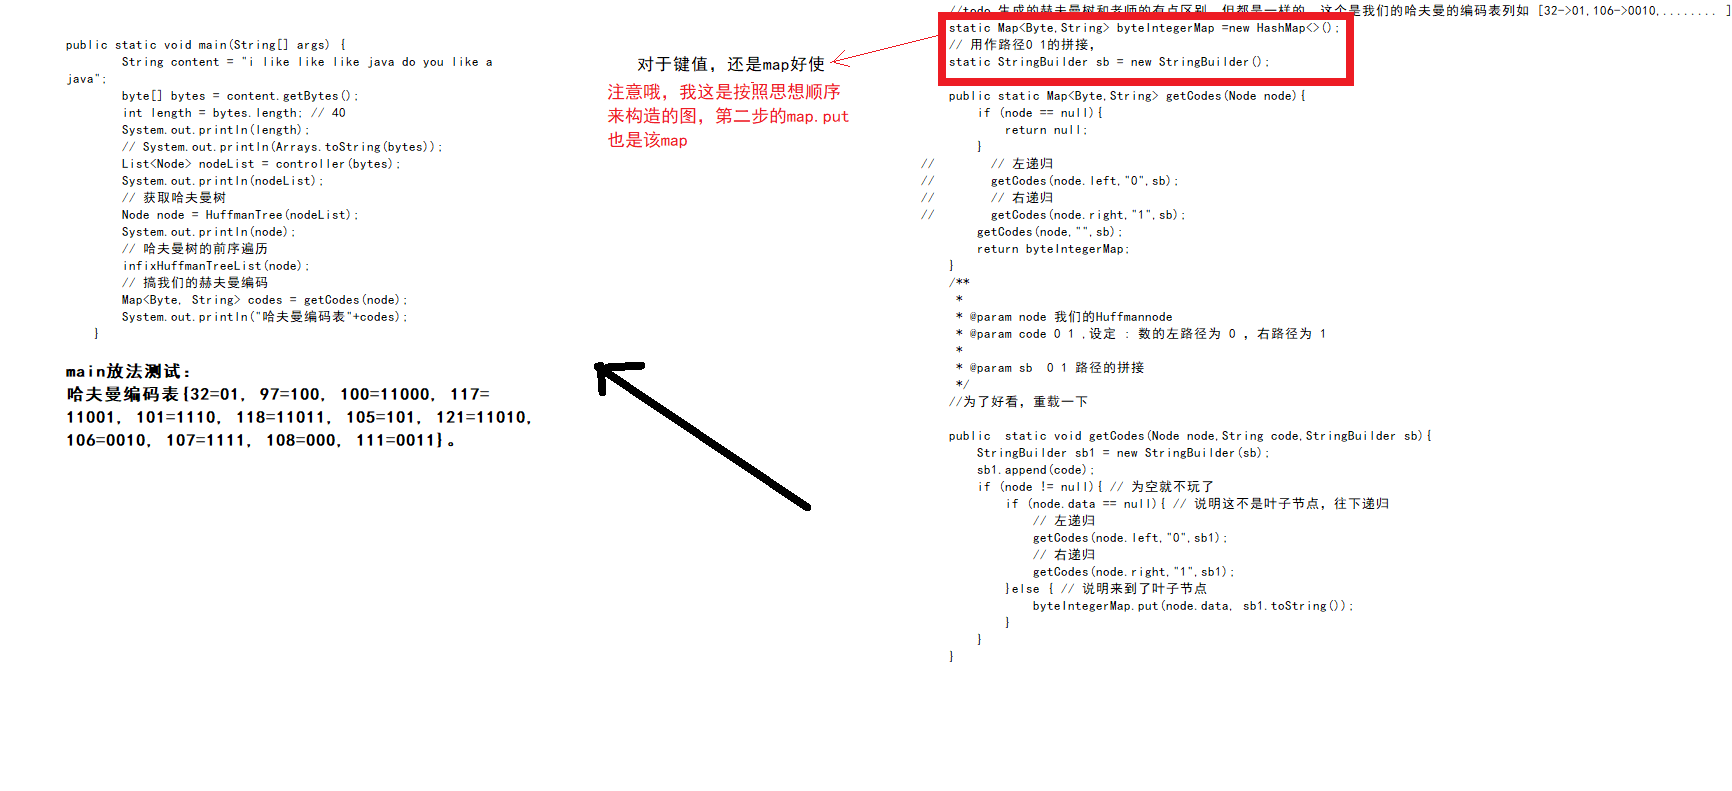 public static void main(String[] args) {
String content = "i like like like java do you like a
java";
byte[] bytes = content.getBytes();
int length = bytes.length; // 40
System.out.println(length);
// System.out.println(Arrays.toString(bytes));
List<Node> nodeList = controller(bytes);
System.out.println(nodeList);
// 获取哈夫曼树
Node node = HuffmanTree(nodeList);
System.out.println(node);
// 哈夫曼树的前序遍历
infixHuffmanTreeList(node);
// 搞我们的赫夫曼编码
Map<Byte, String> codes = getCodes(node);
System.out.println("哈夫曼编码表"+codes);
}
main放法测试：
哈夫曼编码表{32=01, 97=100, 100=11000, 117=
11001, 101=1110, 118=11011, 105=101, 121=11010,
106=0010, 107=1111, 108=000, 111=0011}。
对于键值，还是map好使
注意哦，我这是按照思想顺序
来构造的图，第二步的map.put
也是该map
//todo 生成的赫夫曼树和老师的有点区别，但都是一样的，这个是我们的哈夫曼的编码表列如 [32->01,106->0010,........ ]
static Map<Byte,String> byteIntegerMap =new HashMap<>();
// 用作路径0 1的拼接，
static StringBuilder sb = new StringBuilder();
public static Map<Byte,String> getCodes(Node node){
if (node == null){
return null;
}
// // 左递归
// getCodes(node.left,"0",sb);
// // 右递归
// getCodes(node.right,"1",sb);
getCodes(node,"",sb);
return byteIntegerMap;
}
/**
*
* @param node 我们的Huffmannode
* @param code 0 1 ,设定 : 数的左路径为 0 ，右路径为 1
*
* @param sb 0 1 路径的拼接
*/
//为了好看，重载一下
public static void getCodes(Node node,String code,StringBuilder sb){
StringBuilder sb1 = new StringBuilder(sb);
sb1.append(code);
if (node != null){ // 为空就不玩了
if (node.data == null){ // 说明这不是叶子节点，往下递归
// 左递归
getCodes(node.left,"0",sb1);
// 右递归
getCodes(node.right,"1",sb1);
}else { // 说明来到了叶子节点
byteIntegerMap.put(node.data, sb1.toString());
}
}
}